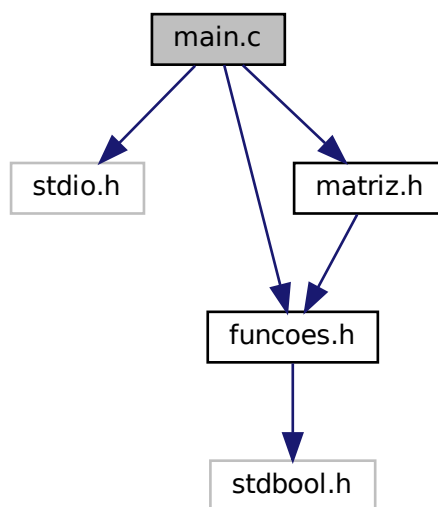 main.c
stdio.h
matriz.h
funcoes.h
stdbool.h